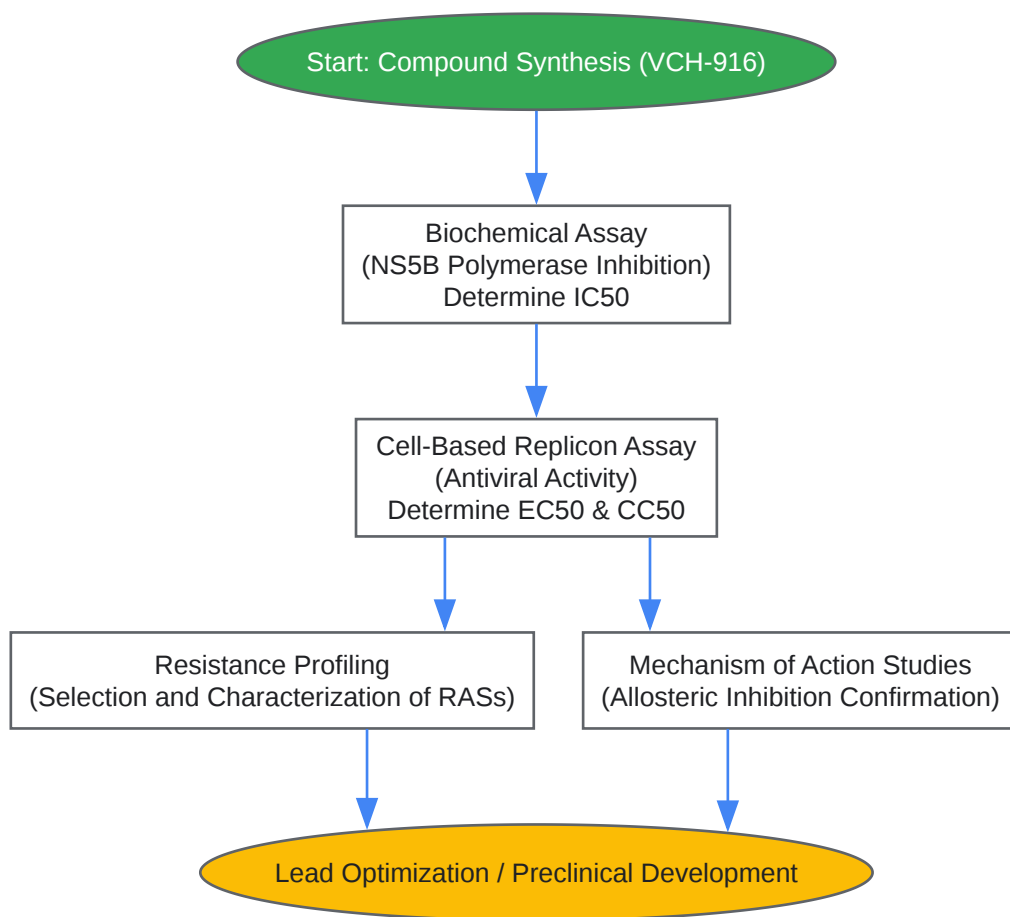 Start: Compound Synthesis (VCH-916)
Biochemical Assay
(NS5B Polymerase Inhibition)
Determine IC50
Cell-Based Replicon Assay
(Antiviral Activity)
Determine EC50 & CC50
Resistance Profiling
(Selection and Characterization of RASs)
Mechanism of Action Studies
(Allosteric Inhibition Confirmation)
Lead Optimization / Preclinical Development